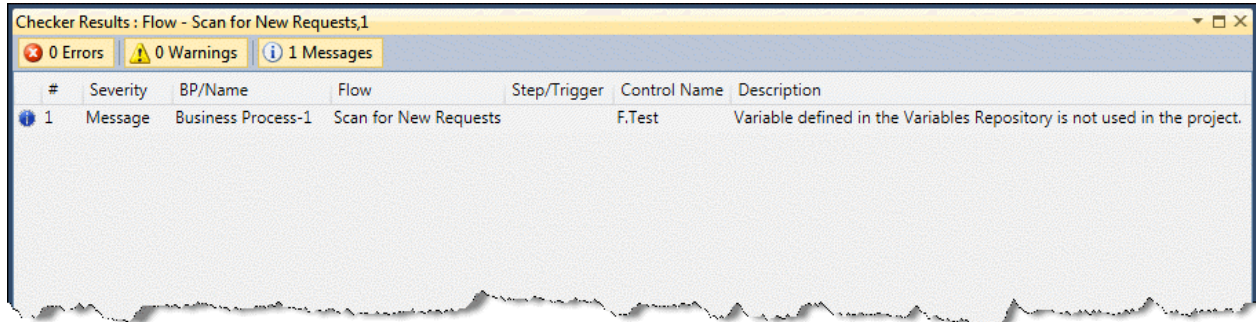 Checker Results : Flow - Scan for New Requests,1
0 Errors 0 Warnings 1 Messages
# Severity BP/Name Flow Step/Trigger Control Name Description
1 Message Business Process-1 Scan for New Requests F.Test Variable defined in the Variables Repository is not used in the project.